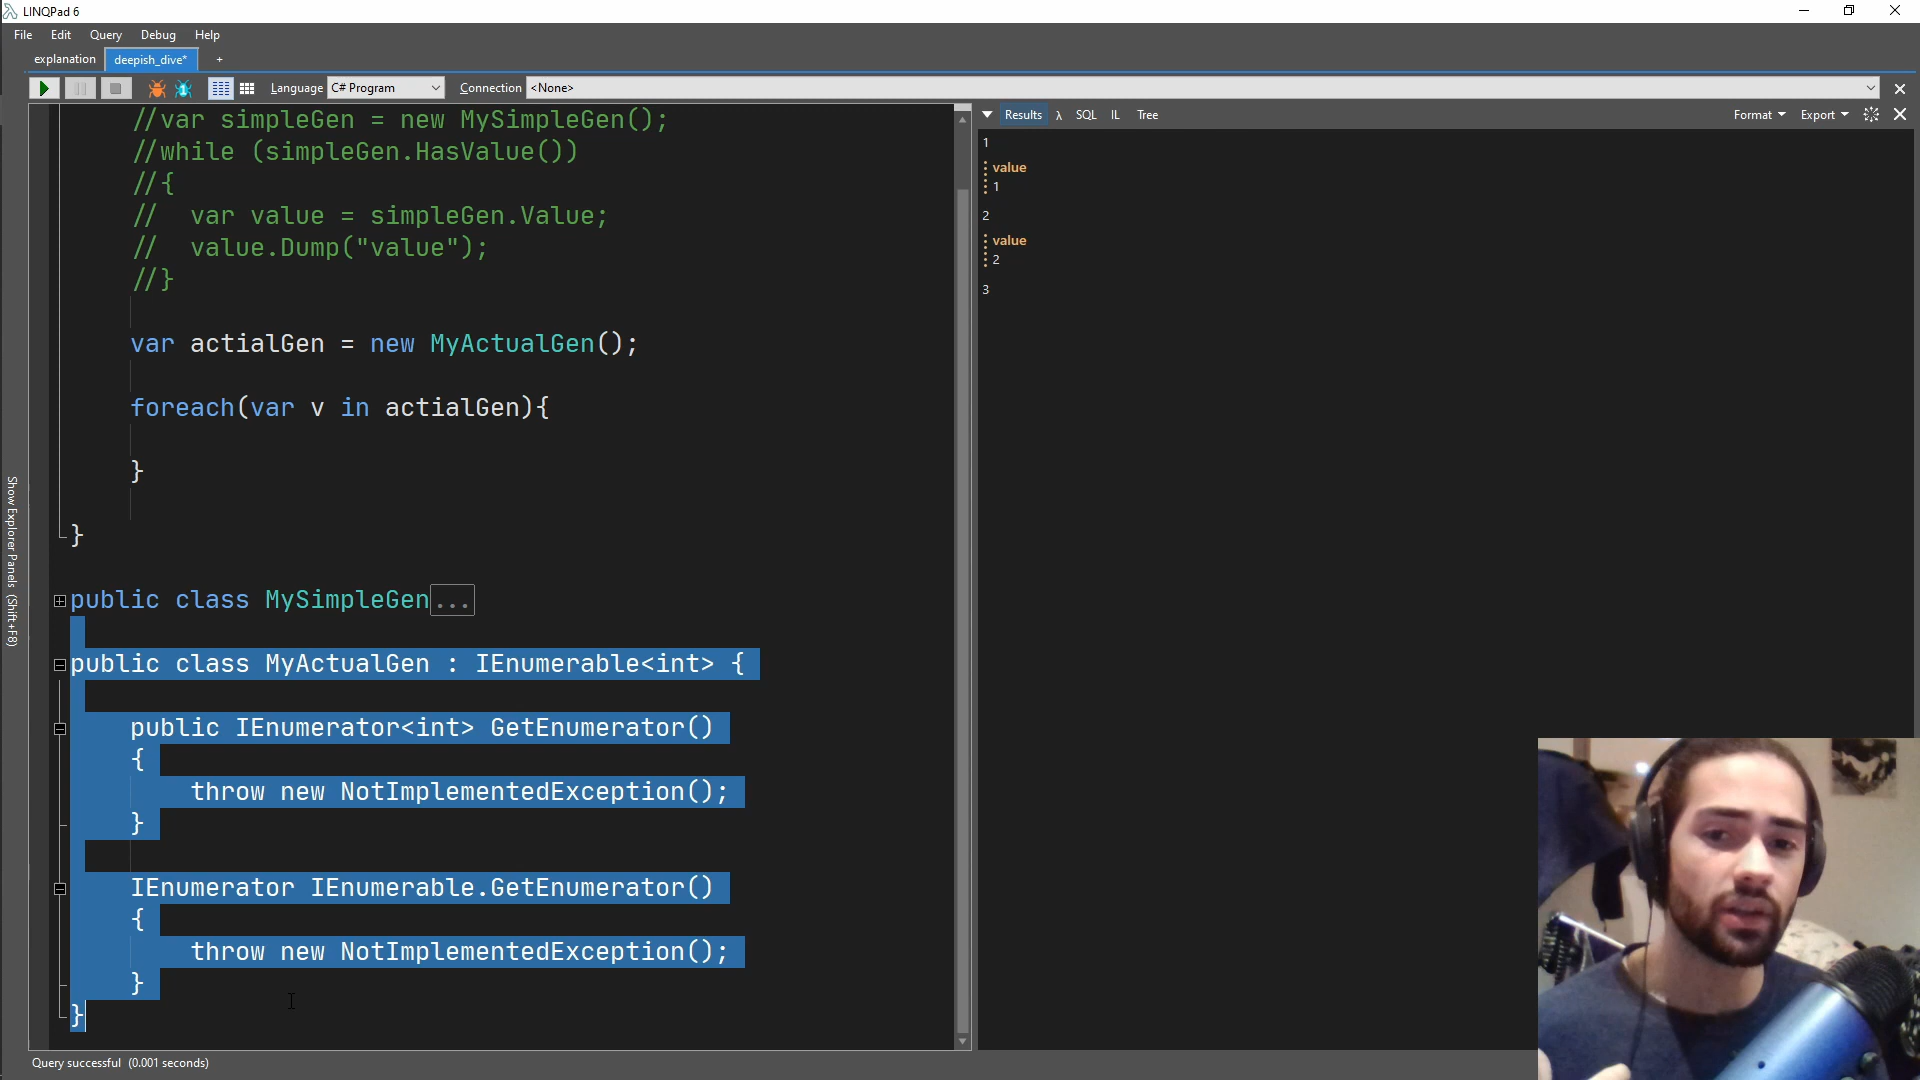 LINQPad 6
File Edit Query Debug Help
explanation deepish_dive* +
Language C# Program Connection <None>
//var simpleGen = new MySimpleGen();
//while (simpleGen.HasValue())
//{
//  var value = simpleGen.Value;
//  value.Dump("value");
//}
var actialGen = new MyActualGen();
foreach(var v in actialGen){
}
}
public class MySimpleGen...
public class MyActualGen : IEnumerable<int> {
public IEnumerator<int> GetEnumerator()
{
throw new NotImplementedException();
}
IEnumerator IEnumerable.GetEnumerator()
{
throw new NotImplementedException();
}
}
Show Explorer Panels (Shift+F8)
Query successful (0.001 seconds)
Results λ SQL IL Tree Format Export
1
value
1
2
value
2
3